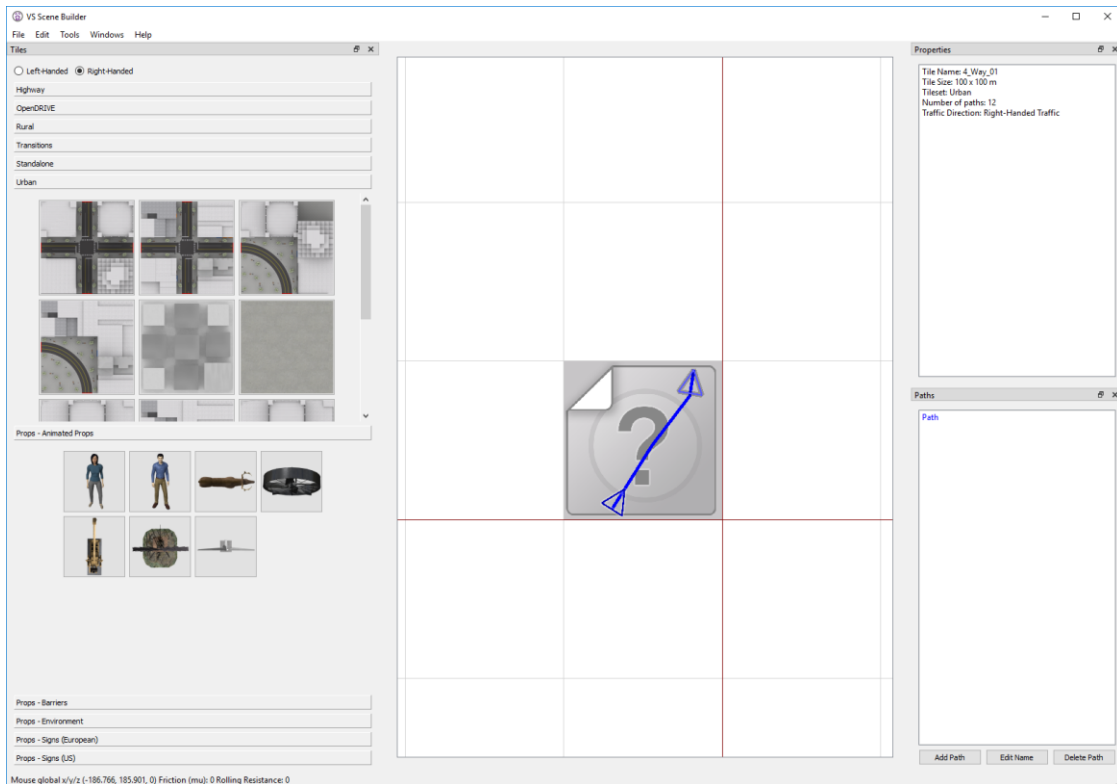 VS Scene Builder
File Edit Tools Windows Help
Tiles
Left-Handed Right-Handed
Highway
OpenDRIVE
Rural
Transitions
Standalone
Urban
Props - Animated Props
Props - Barriers
Props - Environment
Props - Signs (European)
Props - Signs (US)
Mouse global x/y/z (-186.766, 185.901, 0) Friction (mu): 0 Rolling Resistance: 0
?
Properties
Tile Name: 4_Way_01
Tile Size: 100 x 100 m
Tileset: Urban
Number of paths: 12
Traffic Direction: Right-Handed Traffic
Paths
Path
Add Path Edit Name Delete Path